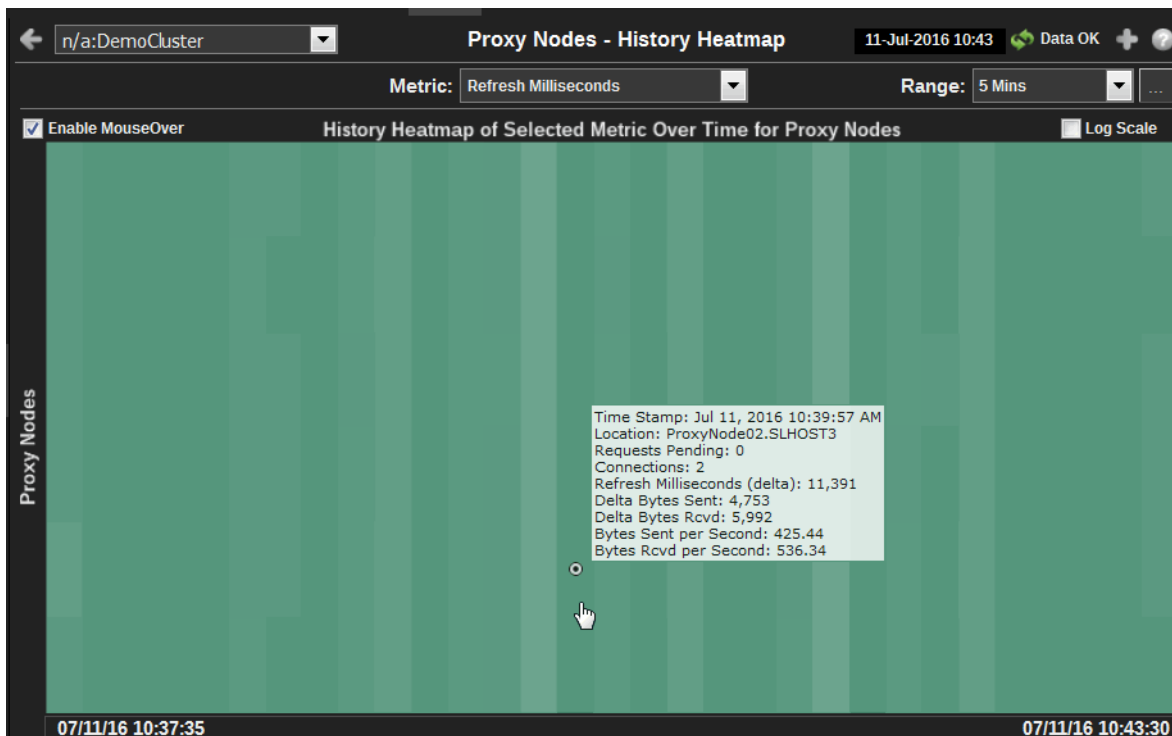 n/a:DemoCluster Proxy Nodes - History Heatmap 11-Jul-2016 10:43 Data OK
Metric: Refresh Milliseconds Range: 5 Mins ...
Enable MouseOver History Heatmap of Selected Metric Over Time for Proxy Nodes Log Scale
Proxy Nodes
Time Stamp: Jul 11, 2016 10:39:57 AM
Location: ProxyNode02.SLHOST3
Requests Pending: 0
Connections: 2
Refresh Milliseconds (delta): 11,391
Delta Bytes Sent: 4,753
Delta Bytes Rcvd: 5,992
Bytes Sent per Second: 425.44
Bytes Rcvd per Second: 536.34
07/11/16 10:37:35 07/11/16 10:43:30